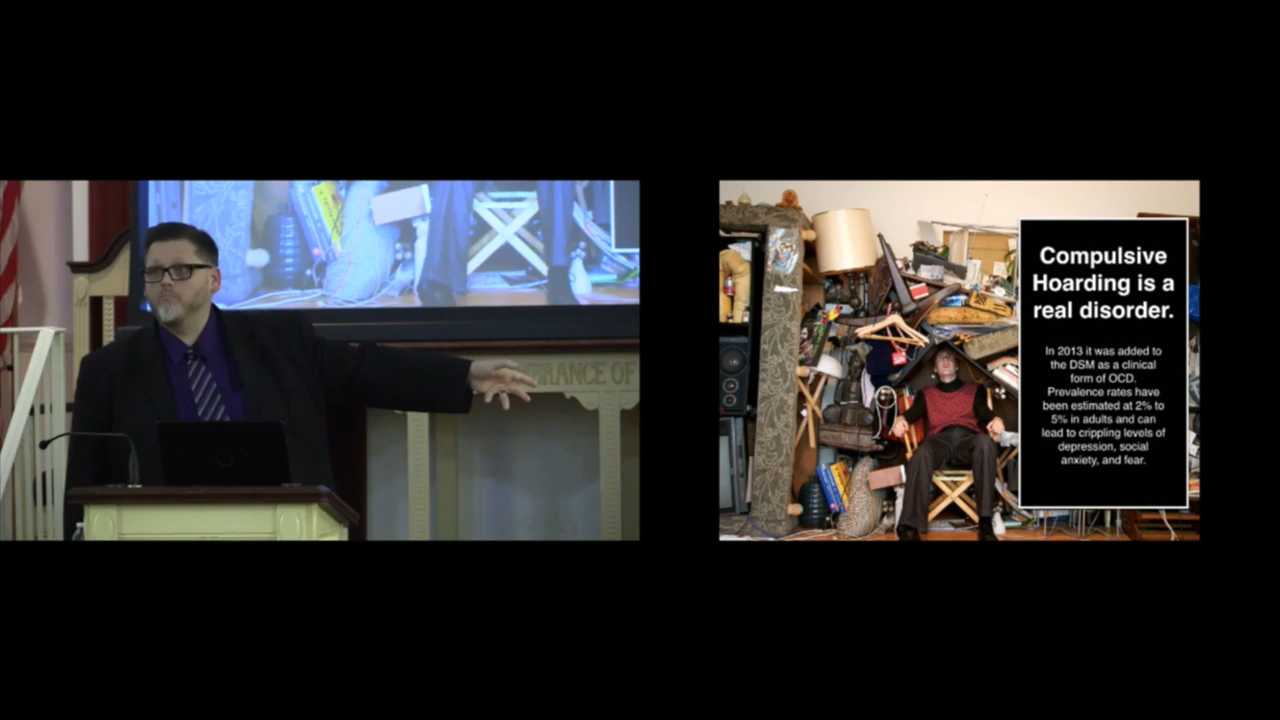 RRANCE OF
Compulsive
Hoarding is a
real disorder.
In 2013 it was added to
the DSM as a clinical
form of OCD.
Prevalence rates have
been estimated at 2% to
5% in adults and can
lead to crippling levels of
depression, social
anxiety, and fear.